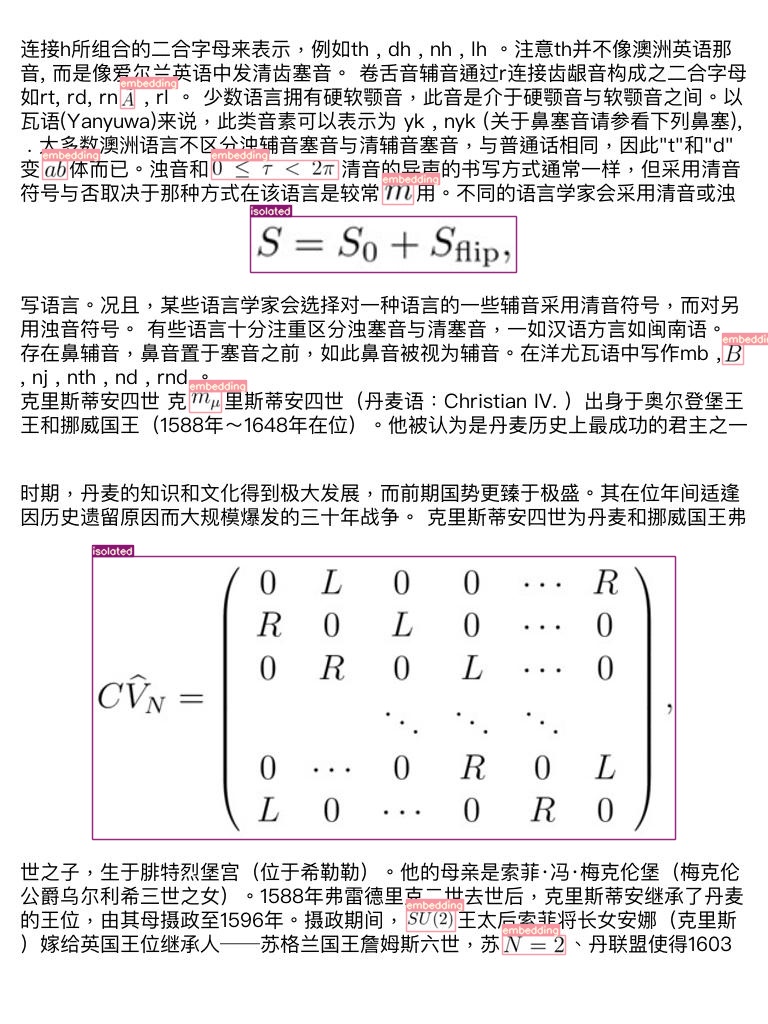 连接h所组合的二合字母来表示，例如th , dh , nh , lh 。注意th并不像澳洲英语那
音, 而是像爱尔兰英语中发清齿塞音。 卷舌音辅音通过r连接齿龈音构成之二合字母
embedding
如rt, rd, rn A , rl 。 少数语言拥有硬软颚音，此音是介于硬颚音与软颚音之间。以
瓦语(Yanyuwa)来说，此类音素可以表示为 yk , nyk (关于鼻塞音请参看下列鼻塞),
. 大多数澳洲语言不区分浊辅音塞音与清辅音塞音，与普通话相同，因此"t"和"d"
embedding embedding
变 ab 体而已。浊音和 0 ≤ τ < 2π 清音的异声的书写方式通常一样，但采用清音
embedding
符号与否取决于那种方式在该语言是较常 m 用。不同的语言学家会采用清音或浊
isolated
S = S₀ + S_flip,
写语言。况且，某些语言学家会选择对一种语言的一些辅音采用清音符号，而对另
用浊音符号。 有些语言十分注重区分浊塞音与清塞音，一如汉语方言如闽南语。
embedding
存在鼻辅音，鼻音置于塞音之前，如此鼻音被视为辅音。在洋尤瓦语中写作mb , B
, nj , nth , nd , rnd 。
embedding
克里斯蒂安四世 克 m_μ 里斯蒂安四世（丹麦语：Christian IV. ）出身于奥尔登堡王
王和挪威国王（1588年～1648年在位）。他被认为是丹麦历史上最成功的君主之一
时期，丹麦的知识和文化得到极大发展，而前期国势更臻于极盛。其在位年间适逢
因历史遗留原因而大规模爆发的三十年战争。 克里斯蒂安四世为丹麦和挪威国王弗
isolated
0 L 0 0 ⋯ R
R 0 L 0 ⋯ 0
0 R 0 L ⋯ 0
CV̂_N = ⋱ ⋱ ⋱ ,
0 ⋯ 0 R 0 L
L 0 ⋯ 0 R 0
世之子，生于腓特烈堡宫（位于希勒勒）。他的母亲是索菲·冯·梅克伦堡（梅克伦
公爵乌尔利希三世之女）。1588年弗雷德里克二世去世后，克里斯蒂安继承了丹麦
embedding
的王位，由其母摄政至1596年。摄政期间， SU(2) 王太后索菲将长女安娜（克里斯
embedding
）嫁给英国王位继承人——苏格兰国王詹姆斯六世，苏 N = 2 、丹联盟使得1603